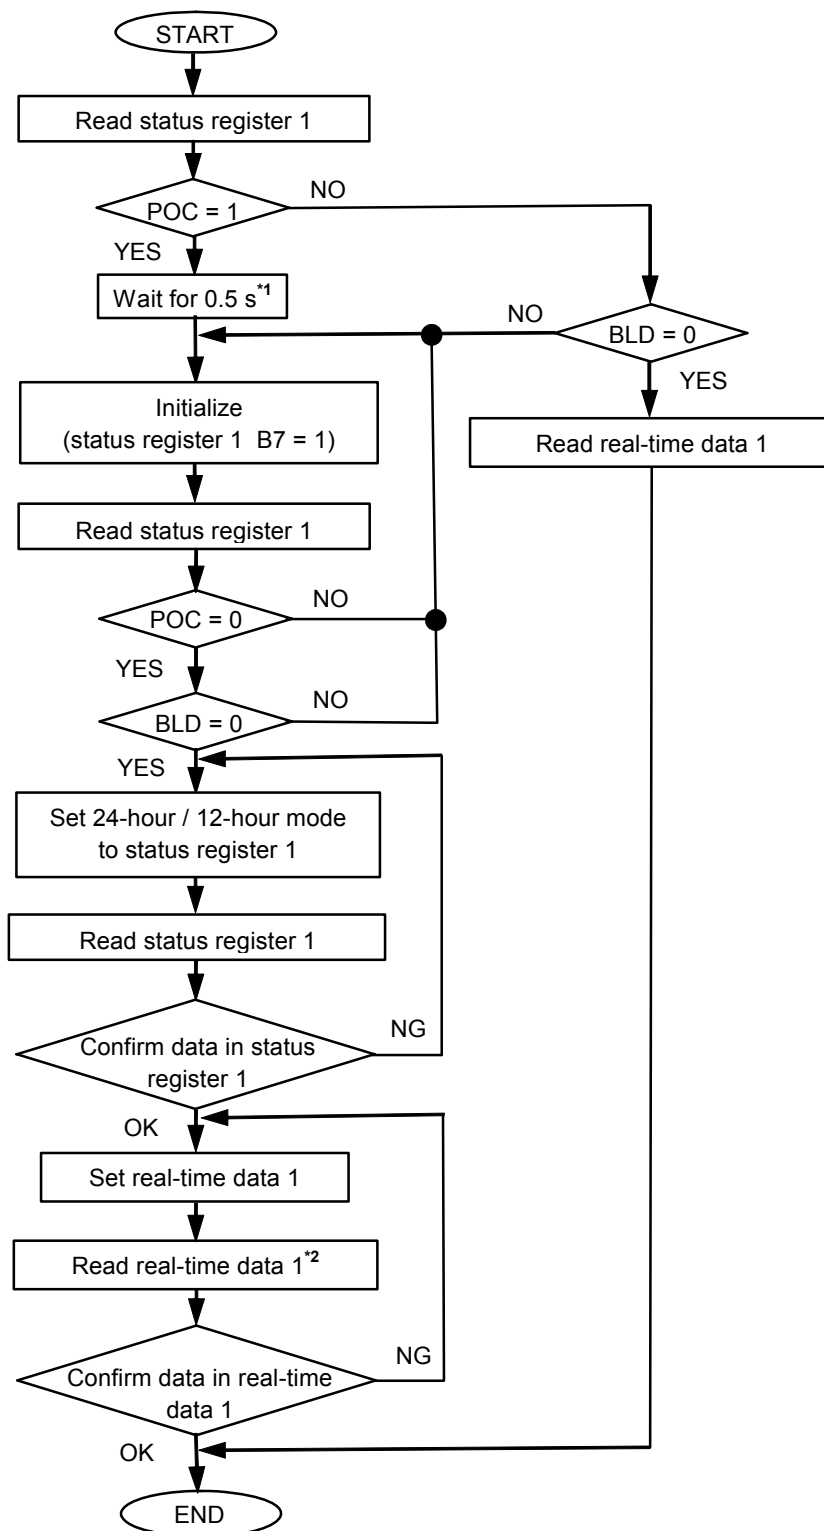 START
Read status register 1
NO
POC = 1
YES
Wait for 0.5 s*1
NO
BLD = 0
YES
Initialize
(status register 1  B7 = 1)
Read real-time data 1
Read status register 1
NO
POC = 0
YES
NO
BLD = 0
YES
Set 24-hour / 12-hour mode
to status register 1
Read status register 1
NG
Confirm data in status
register 1
OK
Set real-time data 1
Read real-time data 1*2
NG
Confirm data in real-time
data 1
OK
END